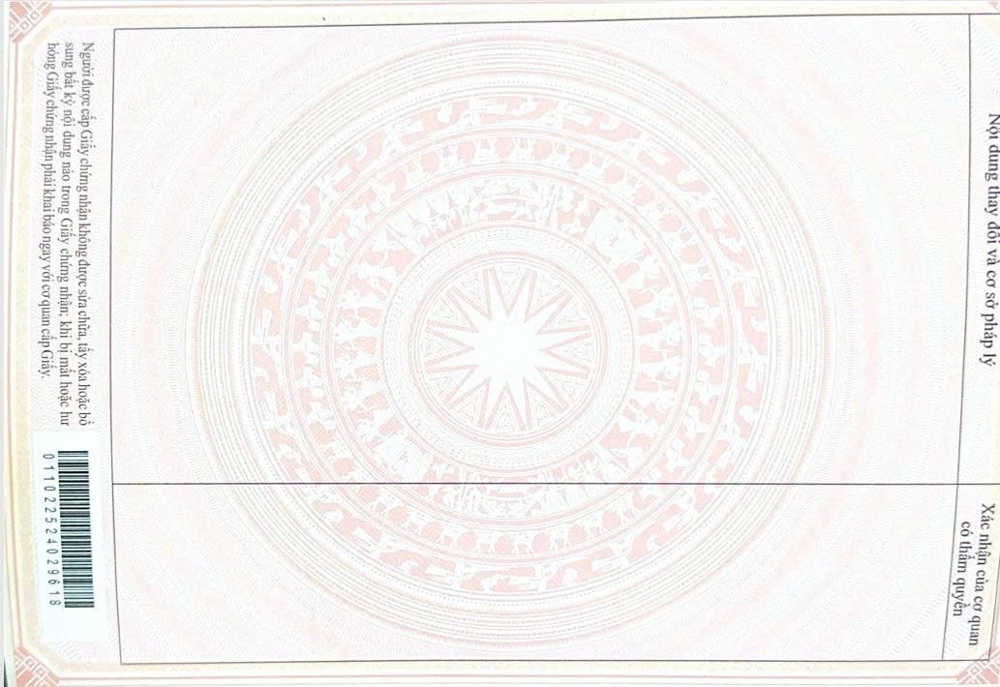 Nội dung thay đổi và cơ sở pháp lý
Xác nhận của cơ quan
có thẩm quyền
Người được cấp Giấy chứng nhận không được sửa chữa, tẩy xóa hoặc bổ
sung bất kỳ nội dung nào trong Giấy chứng nhận; khi bị mất hoặc hư
hỏng Giấy chứng nhận phải khai báo ngay với cơ quan cấp Giấy.
011022524029618